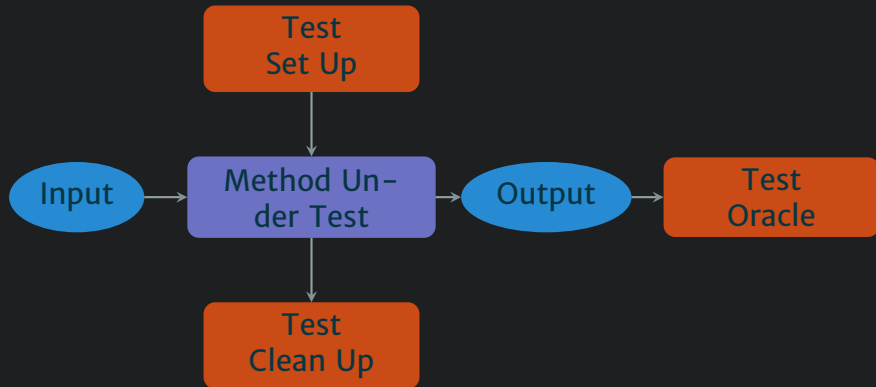 Test
Set Up
Input
Method Un-
der Test
Output
Test
Oracle
Test
Clean Up